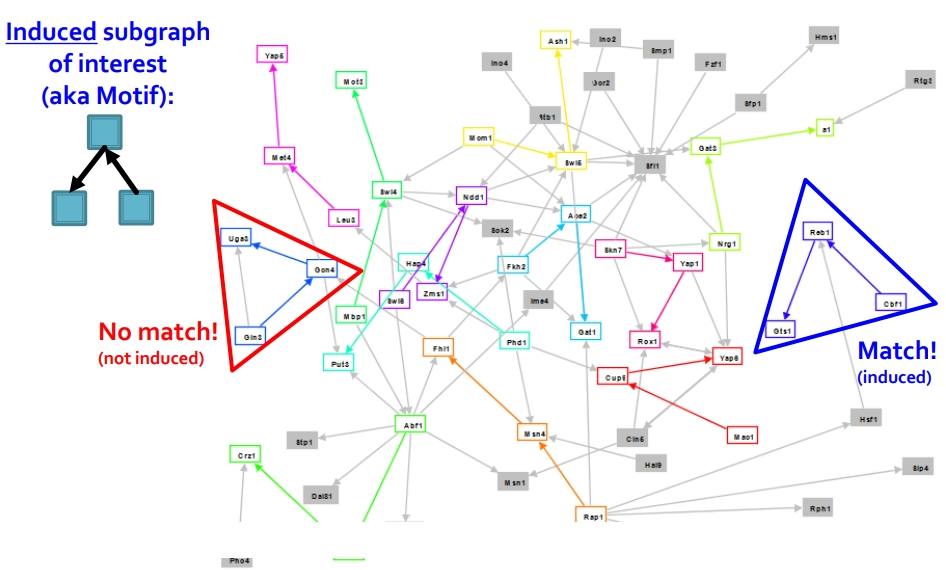 Induced subgraph
of interest
(aka Motif):
Yap5
Mot3
Ash1
Ino2
Smp1
Hms1
Ino4
Fzf1
Rtg3
Sfp1
Mom1
Swi5
Sfl1
Gat3
a1
Met4
Swi4
Ndd1
Leu3
Ace2
Sok2
Uga3
Gcn4
Hap4
Fkh2
Skn7
Yap1
Nrg1
Reb1
Swi6
Zms1
Ime4
Cbf1
Mbp1
Gln3
Gat1
Gts1
Phd1
Rox1
Fhl1
Put3
Yap6
No match!
(not induced)
Match!
(induced)
Cup9
Abf1
Hsf1
Stp1
Msn4
Cin5
Mac1
Crz1
Hal9
Sip4
Msn1
Dal81
Rap1
Rph1
Pho4